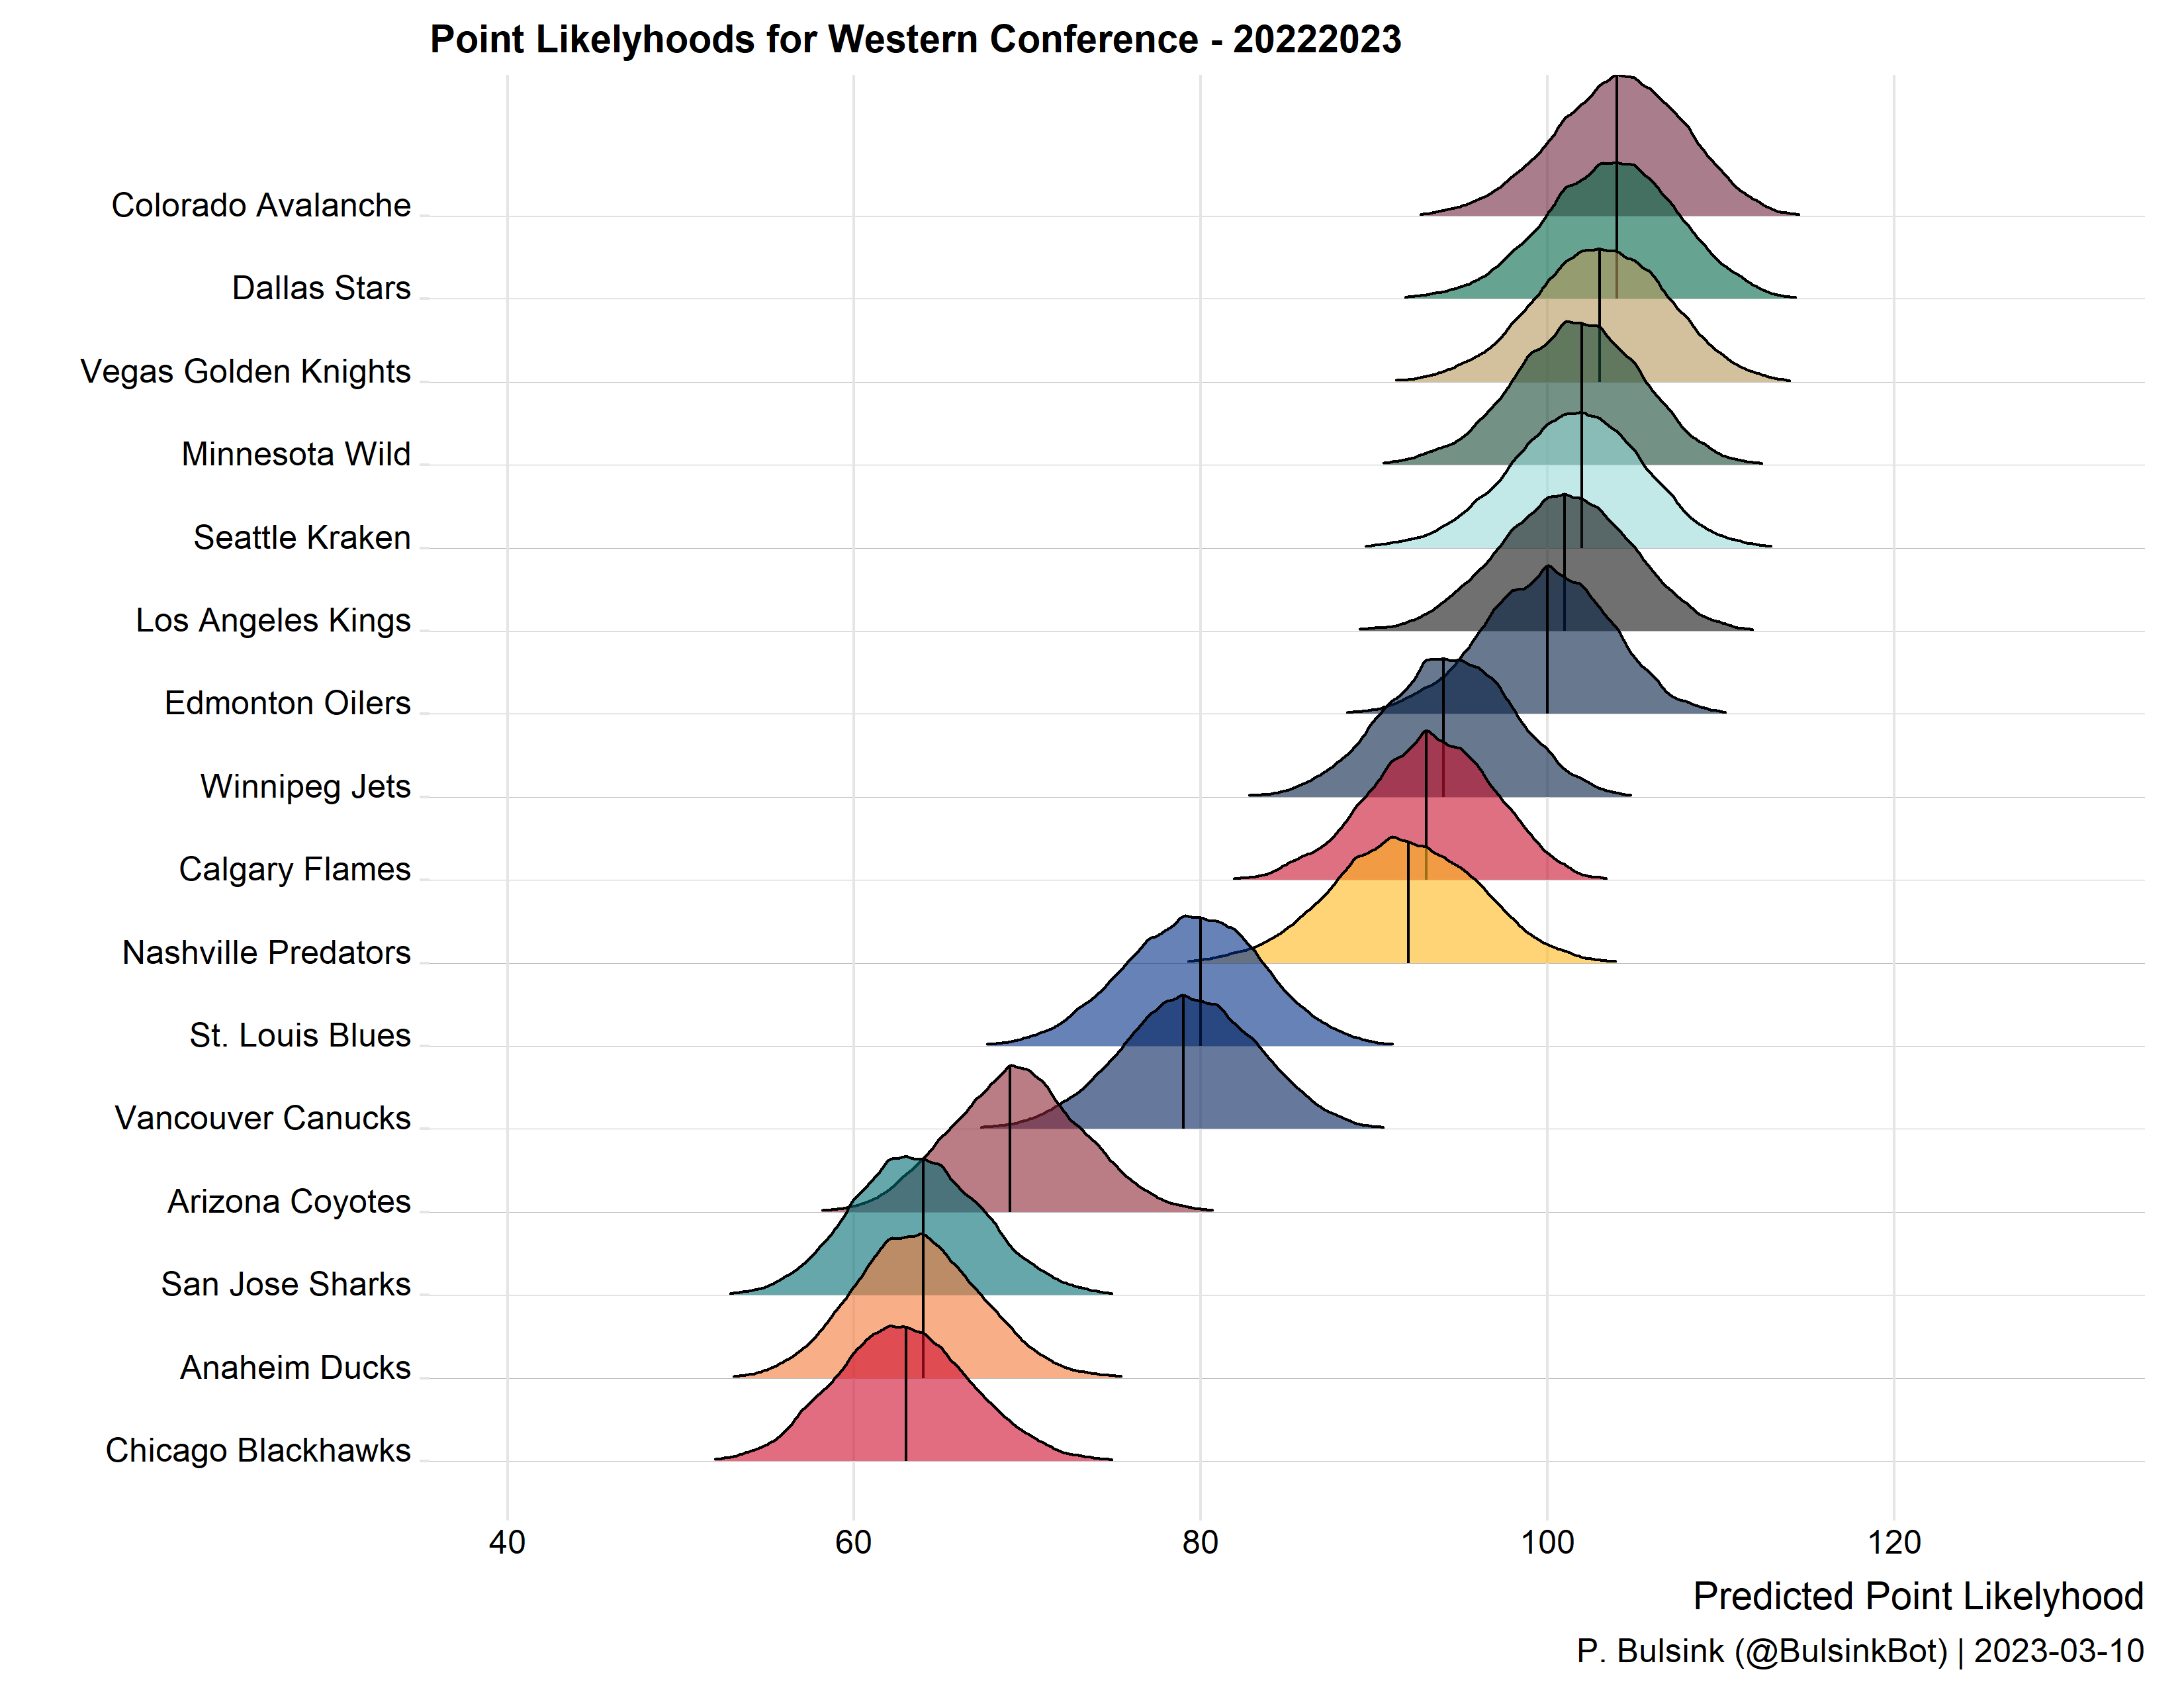 Point Likelyhoods for Western Conference - 20222023
Colorado Avalanche
Dallas Stars
Vegas Golden Knights
Minnesota Wild
Seattle Kraken
Los Angeles Kings
Edmonton Oilers
Winnipeg Jets
Calgary Flames
Nashville Predators
St. Louis Blues
Vancouver Canucks
Arizona Coyotes
San Jose Sharks
Anaheim Ducks
Chicago Blackhawks
40 60 80 100 120
Predicted Point Likelyhood
P. Bulsink (@BulsinkBot) | 2023-03-10